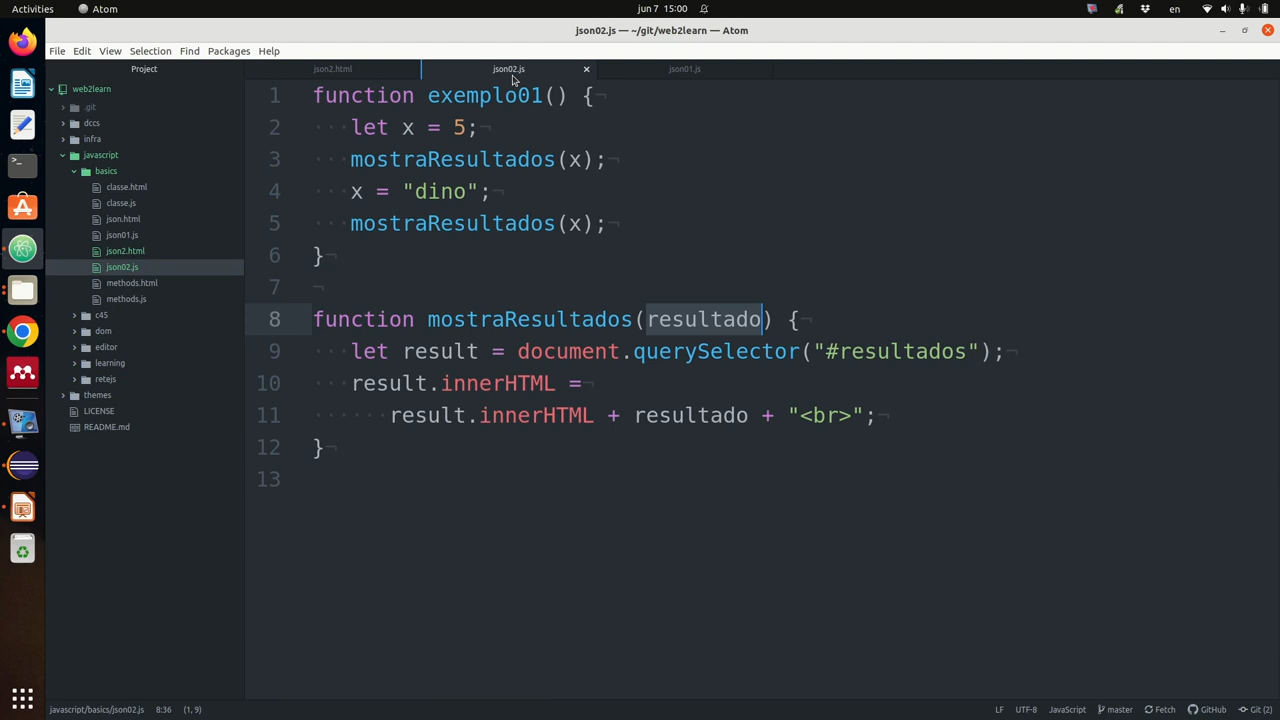 Activities
Atom
jun 7 15:00
en
json02.js — ~/git/web2learn — Atom
File Edit View Selection Find Packages Help
Project
json2.html
json02.js
json01.js
web2learn
.git
dccs
infra
javascript
basics
classe.html
classe.js
json.html
json01.js
json2.html
json02.js
methods.html
methods.js
c45
dom
editor
learning
retejs
themes
LICENSE
README.md
1 function exemplo01() {¬
2 ···let x = 5;¬
3 ···mostraResultados(x);¬
4 ···x = "dino";¬
5 ···mostraResultados(x);¬
6 }¬
7 ¬
8 function mostraResultados(resultado) {¬
9 ···let result = document.querySelector("#resultados");¬
10 ···result.innerHTML =¬
11 ······result.innerHTML + resultado + "<br>";¬
12 }¬
13
javascript/basics/json02.js 8:36 (1, 9)
LF UTF-8 JavaScript master Fetch GitHub Git (2)